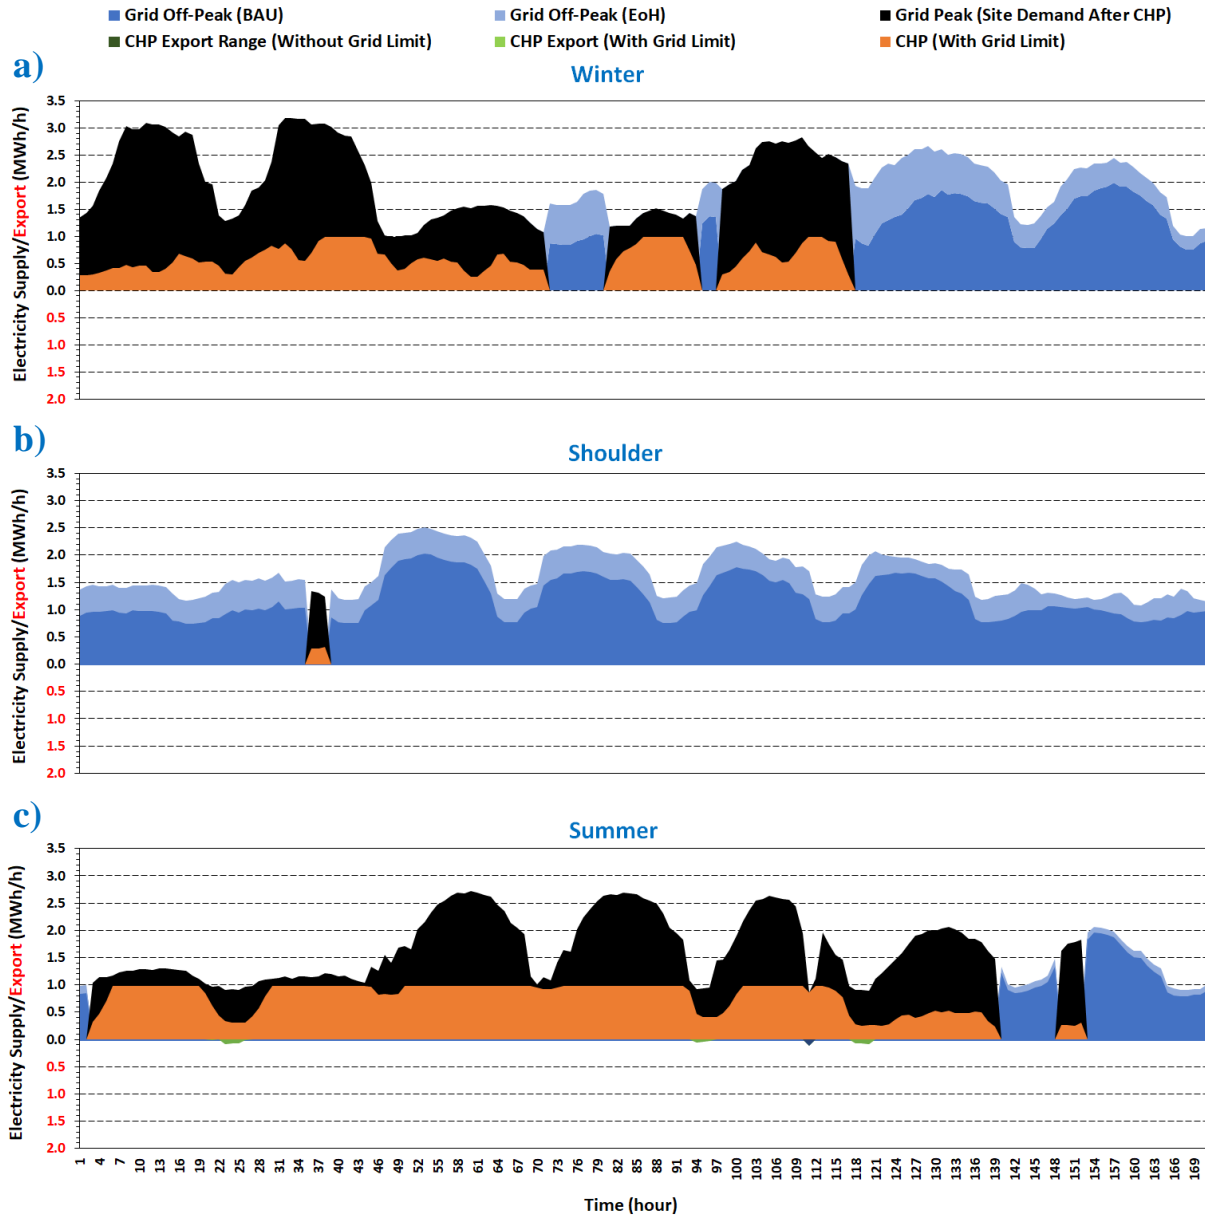 Grid Off-Peak (BAU) Grid Off-Peak (EoH) Grid Peak (Site Demand After CHP)
CHP Export Range (Without Grid Limit) CHP Export (With Grid Limit) CHP (With Grid Limit)
a)
Winter
Electricity Supply/Export (MWh/h)
3.5
3.0
2.5
2.0
1.5
1.0
0.5
0.0
0.5
1.0
1.5
2.0
b)
Shoulder
Electricity Supply/Export (MWh/h)
3.5
3.0
2.5
2.0
1.5
1.0
0.5
0.0
0.5
1.0
1.5
2.0
c)
Summer
Electricity Supply/Export (MWh/h)
3.5
3.0
2.5
2.0
1.5
1.0
0.5
0.0
0.5
1.0
1.5
2.0
1 4 7 10 13 16 19 22 25 28 31 34 37 40 43 46 49 52 55 58 61 64 67 70 73 76 79 82 85 88 91 94 97 100 103 106 109 112 115 118 121 124 127 130 133 136 139 142 145 148 151 154 157 160 163 166 169
Time (hour)